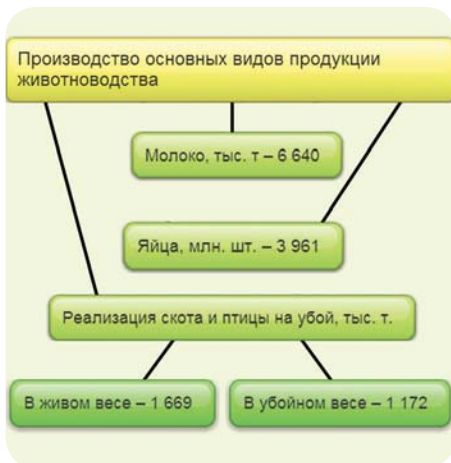 Производство основных видов продукции
животноводства
Молоко, тыс. т – 6 640
Яйца, млн. шт. – 3 961
Реализация скота и птицы на убой, тыс. т.
В живом весе – 1 669
В убойном весе – 1 172